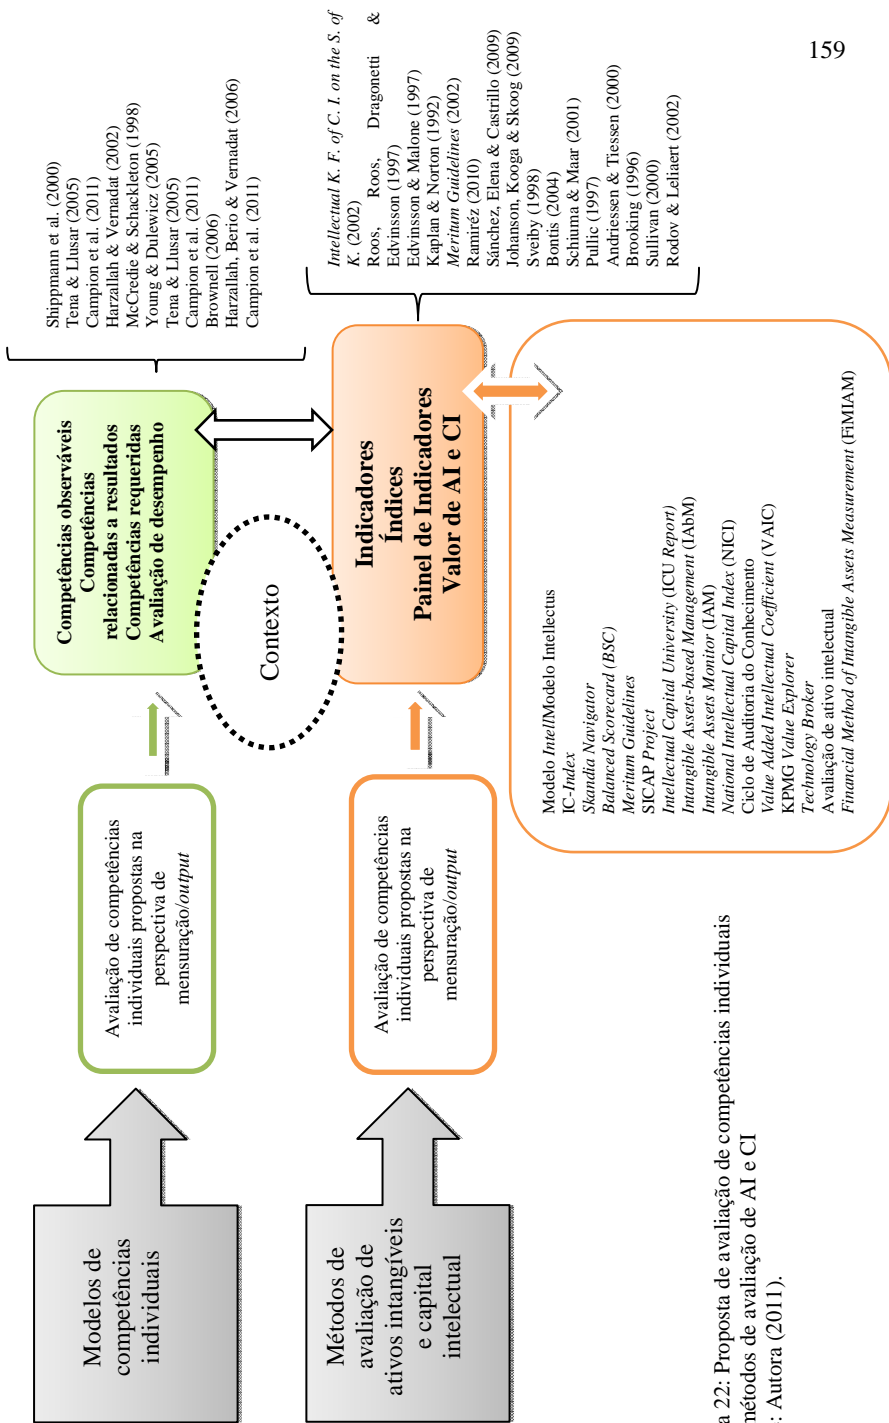 159
Modelos de
competências
individuais
Avaliação de competências
individuais propostas na
perspectiva de
mensuração/output
Competências observáveis
Competências
relacionadas a resultados
Competências requeridas
Avaliação de desempenho
Shippmann et al. (2000)
Tena & Llusar (2005)
Campion et al. (2011)
Harzallah & Vernadat (2002)
McCredie & Schackleton (1998)
Young & Dulewicz (2005)
Tena & Llusar (2005)
Campion et al. (2011)
Brownell (2006)
Harzallah, Berio & Vernadat (2006)
Campion et al. (2011)
Contexto
Métodos de
avaliação de
ativos intangíveis
e capital
intelectual
Avaliação de competências
individuais propostas na
perspectiva de
mensuração/output
Indicadores
Índices
Painel de Indicadores
Valor de AI e CI
Intellectual K. F. of C. I. on the S. of
K. (2002)
Roos, Roos, Dragonetti &
Edvinsson (1997)
Edvinsson & Malone (1997)
Kaplan & Norton (1992)
Meritum Guidelines (2002)
Ramiréz (2010)
Sánchez, Elena & Castrillo (2009)
Johanson, Kooga & Skoog (2009)
Sveiby (1998)
Bontis (2004)
Schiuma & Maar (2001)
Pullic (1997)
Andriessen & Tiessen (2000)
Brooking (1996)
Sullivan (2000)
Rodov & Leliaert (2002)
Modelo Intell/Modelo Intellectus
IC-Index
Skandia Navigator
Balanced Scorecard (BSC)
Meritum Guidelines
SICAP Project
Intellectual Capital University (ICU Report)
Intangible Assets-based Management (IAbM)
Intangible Assets Monitor (IAM)
National Intellectual Capital Index (NICI)
Ciclo de Auditoria do Conhecimento
Value Added Intellectual Coefficient (VAIC)
KPMG Value Explorer
Technology Broker
Avaliação de ativo intelectual
Financial Method of Intangible Assets Measurement (FiMIAM)
a 22: Proposta de avaliação de competências individuais
métodos de avaliação de AI e CI
: Autora (2011).